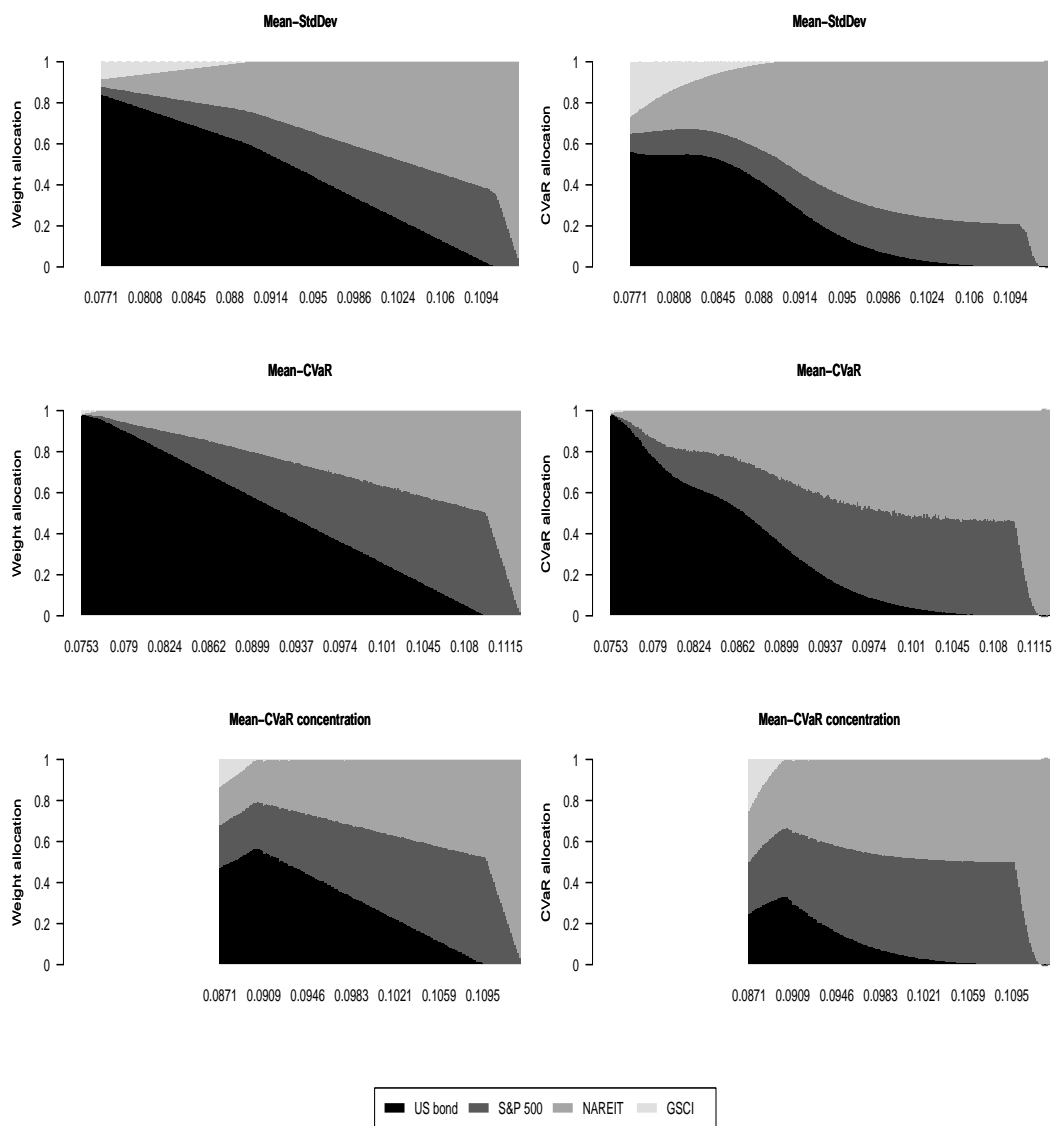 Mean-StdDev
Mean-StdDev
Weight allocation
1
0.8
0.6
0.4
0.2
0
0.0771 0.0808 0.0845 0.088 0.0914 0.095 0.0986 0.1024 0.106 0.1094
CVaR allocation
1
0.8
0.6
0.4
0.2
0
0.0771 0.0808 0.0845 0.088 0.0914 0.095 0.0986 0.1024 0.106 0.1094
Mean-CVaR
Mean-CVaR
Weight allocation
1
0.8
0.6
0.4
0.2
0
0.0753 0.079 0.0824 0.0862 0.0899 0.0937 0.0974 0.101 0.1045 0.108 0.1115
CVaR allocation
1
0.8
0.6
0.4
0.2
0
0.0753 0.079 0.0824 0.0862 0.0899 0.0937 0.0974 0.101 0.1045 0.108 0.1115
Mean-CVaR concentration
Mean-CVaR concentration
Weight allocation
1
0.8
0.6
0.4
0.2
0
0.0871 0.0909 0.0946 0.0983 0.1021 0.1059 0.1095
CVaR allocation
1
0.8
0.6
0.4
0.2
0
0.0871 0.0909 0.0946 0.0983 0.1021 0.1059 0.1095
US bond S&P 500 NAREIT GSCI